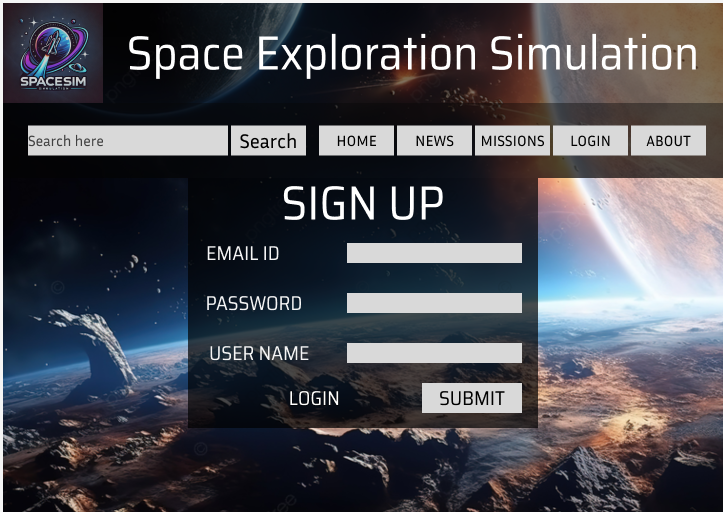 SPACESIM
SIMULATION
Space Exploration Simulation
Search here
Search
HOME
NEWS
MISSIONS
LOGIN
ABOUT
SIGN UP
EMAIL ID
PASSWORD
USER NAME
LOGIN
SUBMIT